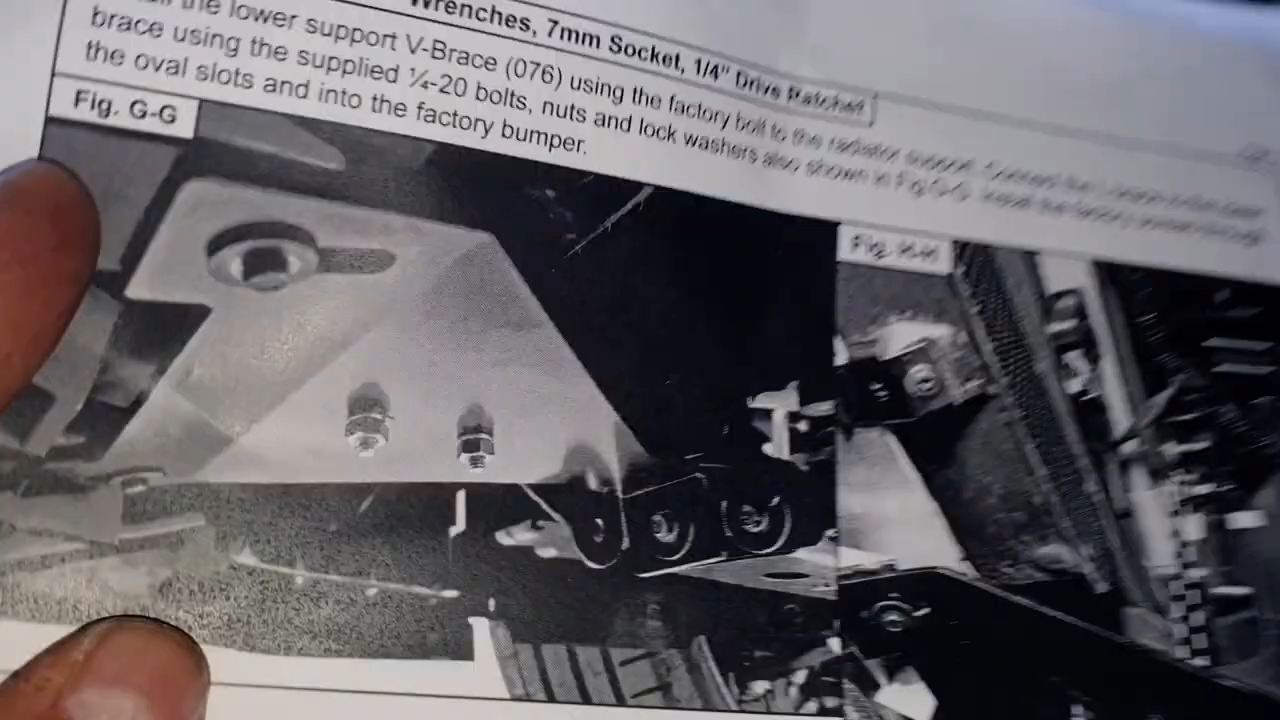 Wrenches, 7mm Socket, 1/4" Drive Ratchet
the lower support V-Brace (076) using the factory bolt to the radiator support.
brace using the supplied ¼-20 bolts, nuts and lock washers also shown in Fig G-G.
the oval slots and into the factory bumper.
Fig. G-G
Fig. H-H